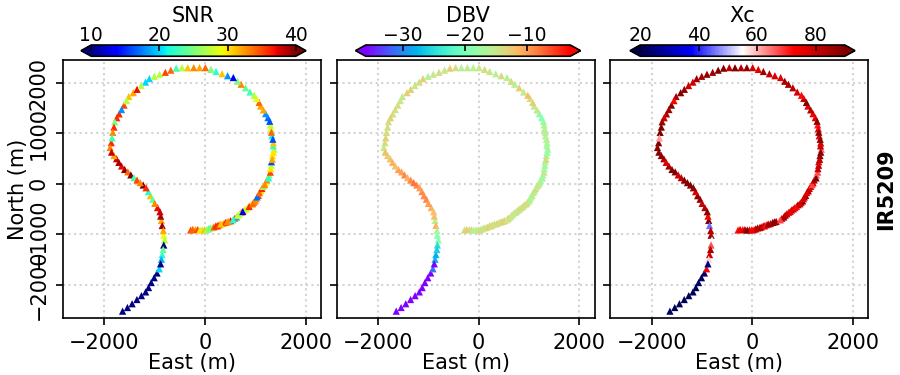 SNR DBV Xc
10 20 30 40 −30 −20 −10 20 40 60 80
North (m)
2000
1000
0
−1000
−2000
−2000 0 2000 −2000 0 2000 −2000 0 2000
East (m) East (m) East (m)
IR5209